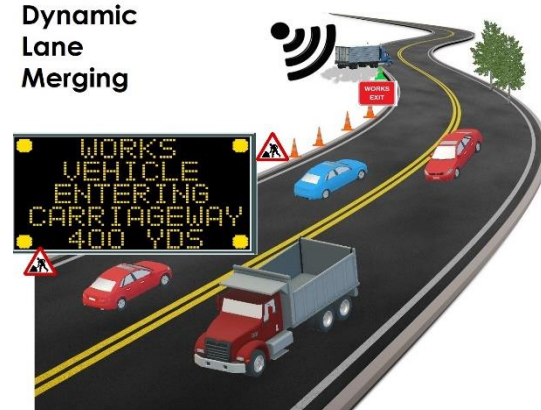 Dynamic
Lane
Merging
WORKS
EXIT
WORKS
VEHICLE
ENTERING
CARRIAGEWAY
400 YDS